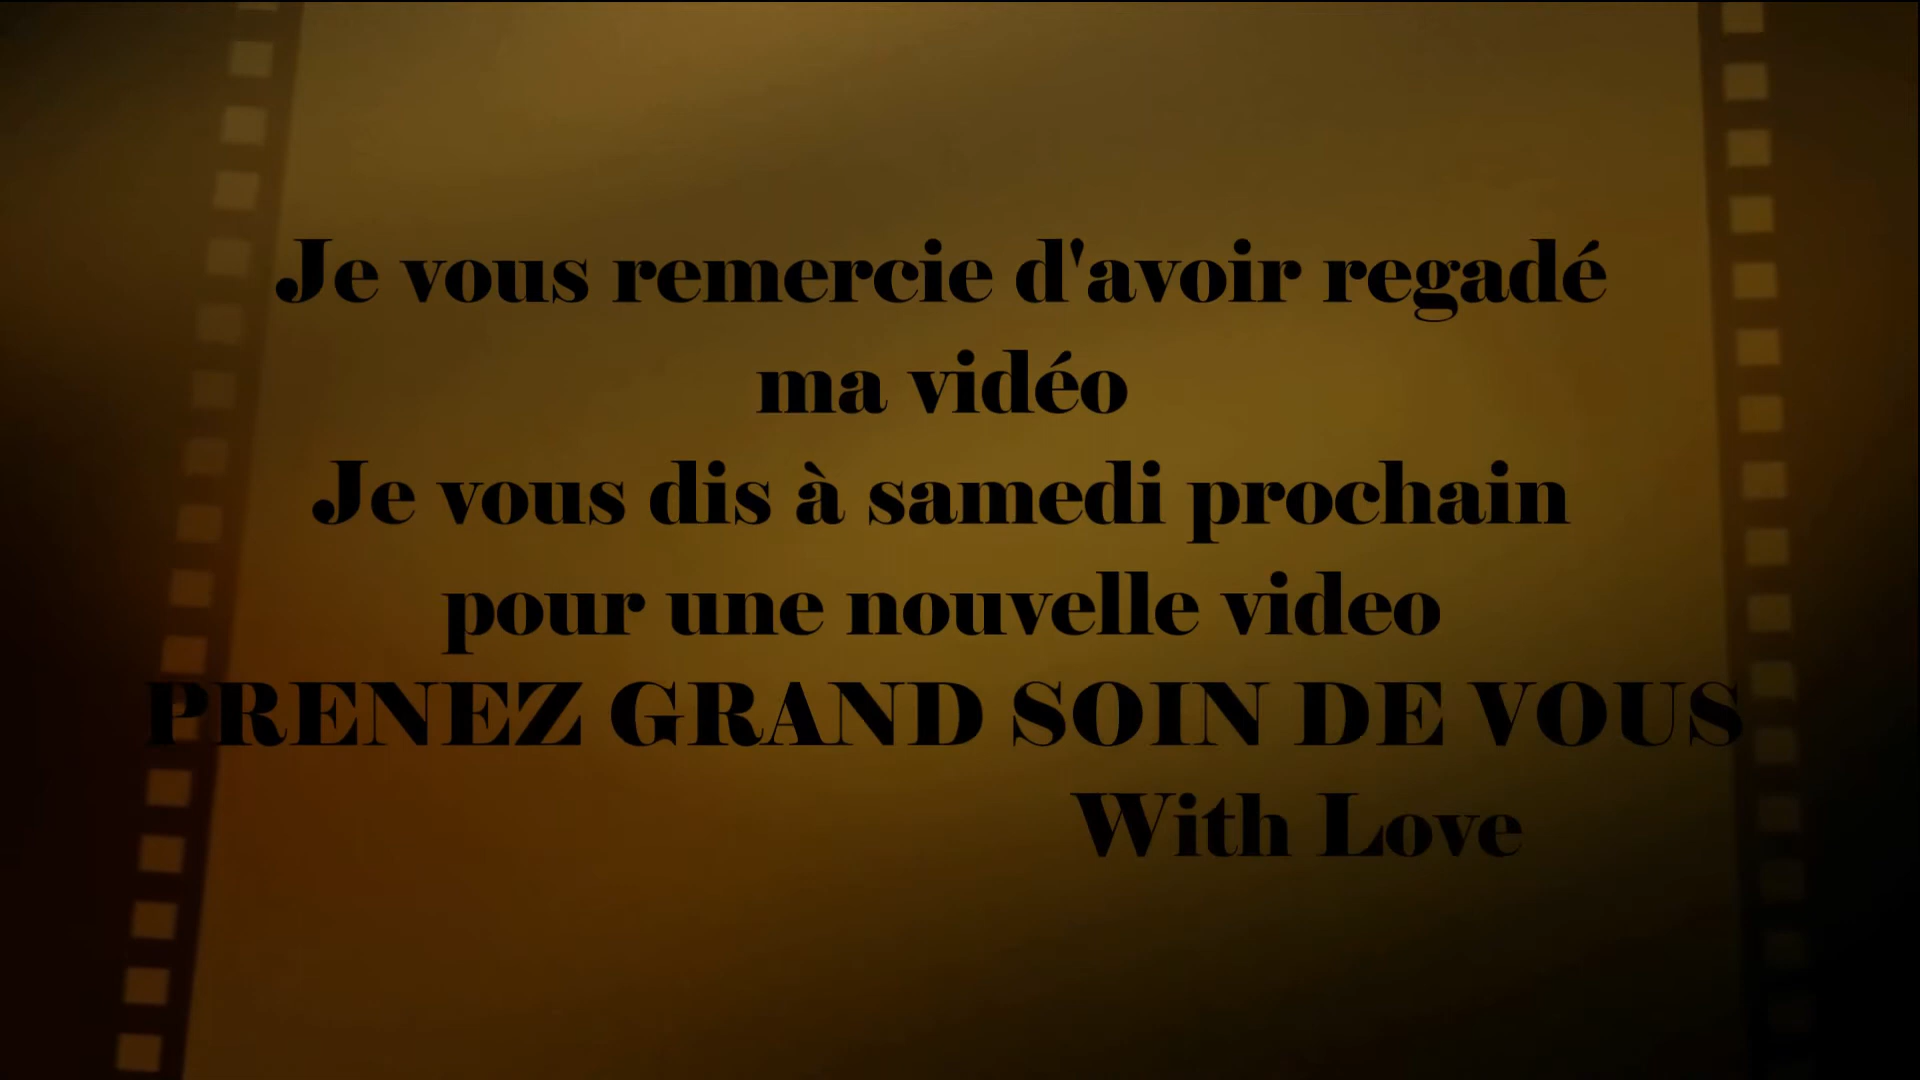 Je vous remercie d'avoir regadé
ma vidéo
Je vous dis à samedi prochain
pour une nouvelle video
PRENEZ GRAND SOIN DE VOUS
With Love